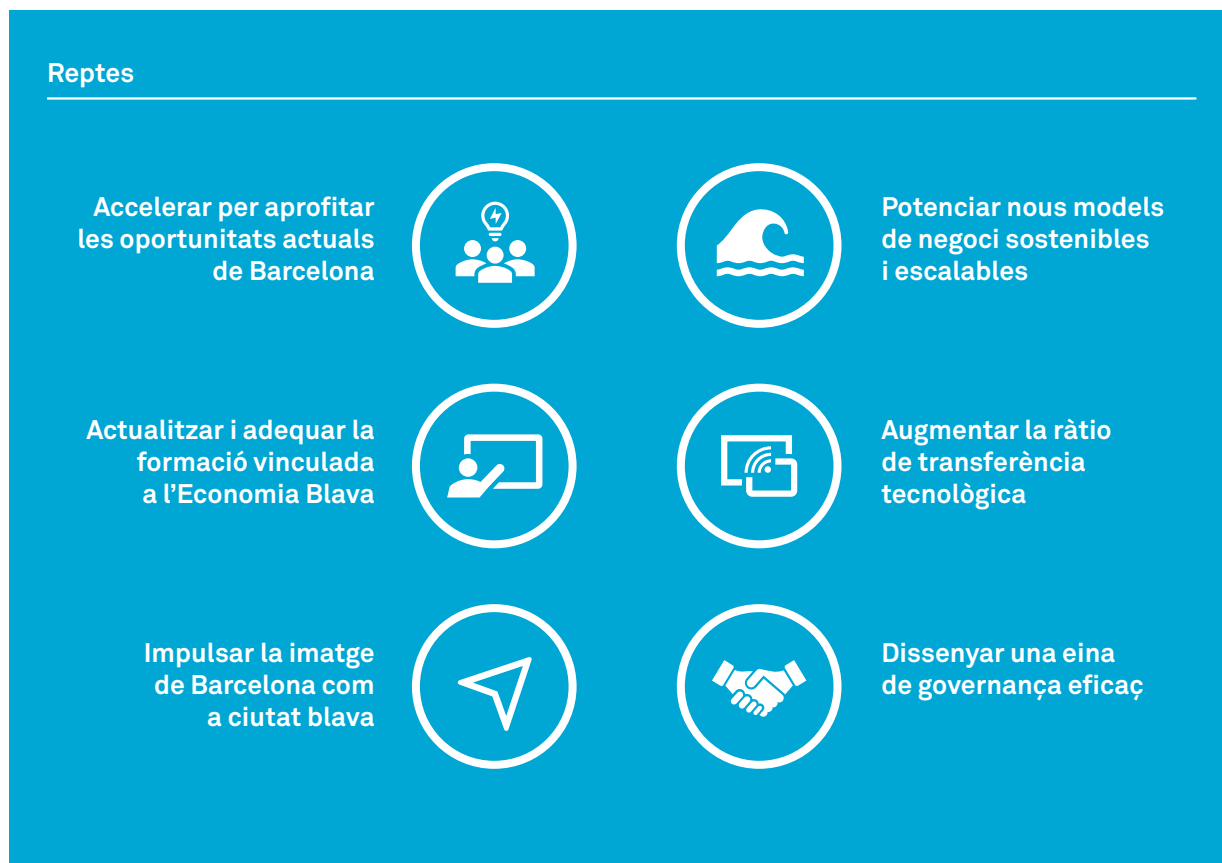 Reptes
Accelerar per aprofitar
les oportunitats actuals
de Barcelona
Potenciar nous models
de negoci sostenibles
i escalables
Actualitzar i adequar la
formació vinculada
a l’Economia Blava
Augmentar la ràtio
de transferència
tecnològica
Impulsar la imatge
de Barcelona com
a ciutat blava
Dissenyar una eina
de governança eficaç